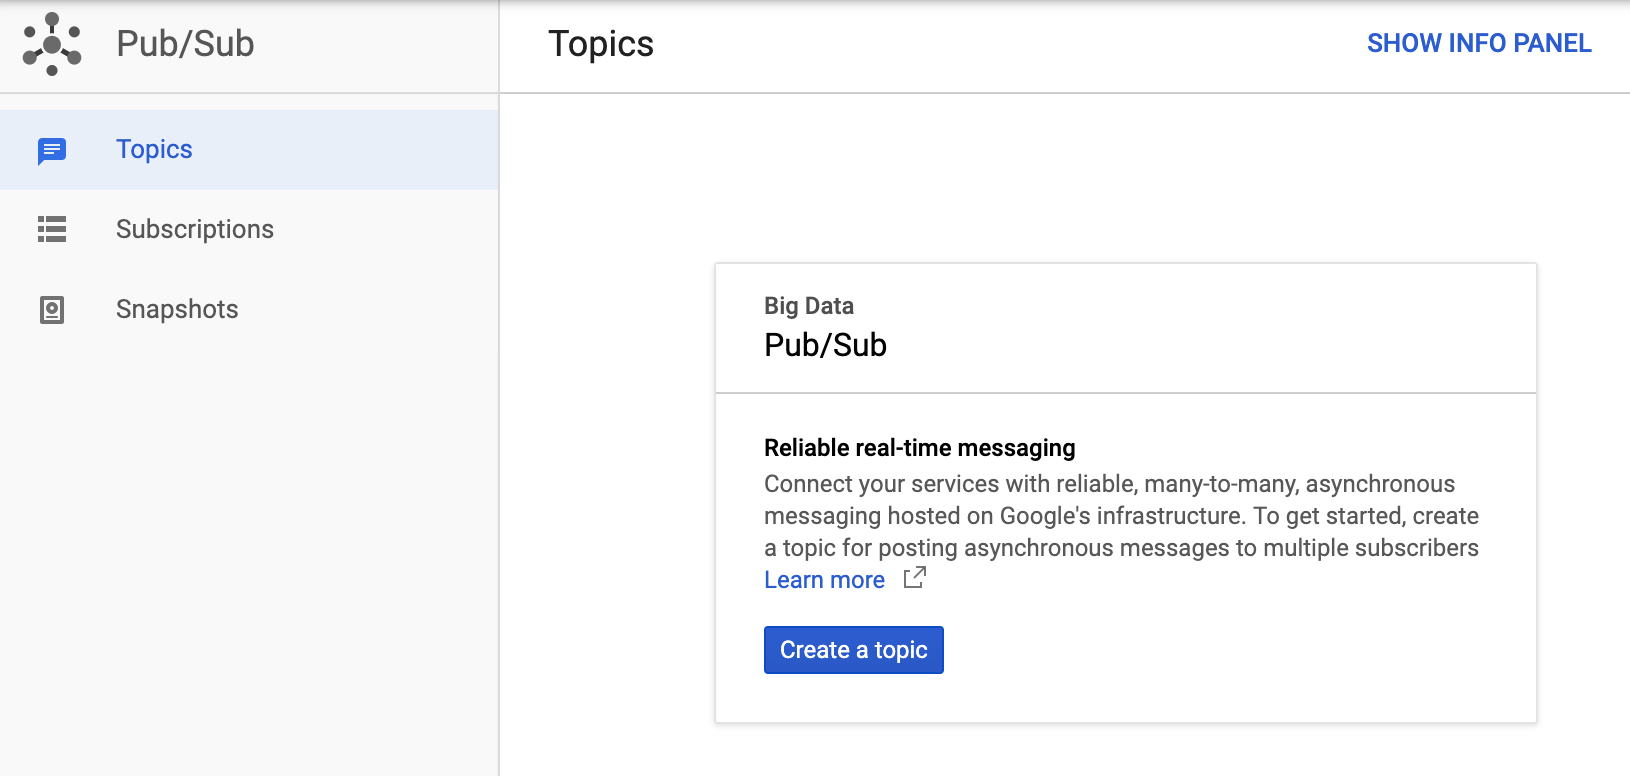 Pub/Sub
Topics
SHOW INFO PANEL
Topics
Subscriptions
Snapshots
Big Data
Pub/Sub
Reliable real-time messaging
Connect your services with reliable, many-to-many, asynchronous
messaging hosted on Google's infrastructure. To get started, create
a topic for posting asynchronous messages to multiple subscribers
Learn more
Create a topic